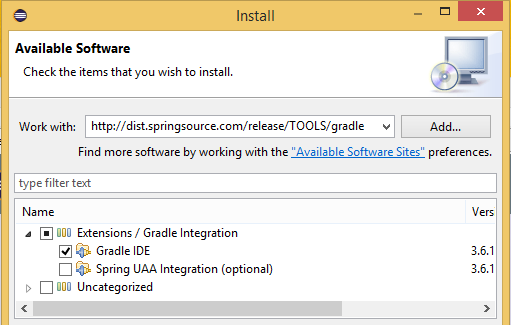 Install
Available Software
Check the items that you wish to install.
Work with: http://dist.springsource.com/release/TOOLS/gradle Add...
Find more software by working with the "Available Software Sites" preferences.
type filter text
Name Vers
Extensions / Gradle Integration
Gradle IDE 3.6.1
Spring UAA Integration (optional) 3.6.1
Uncategorized